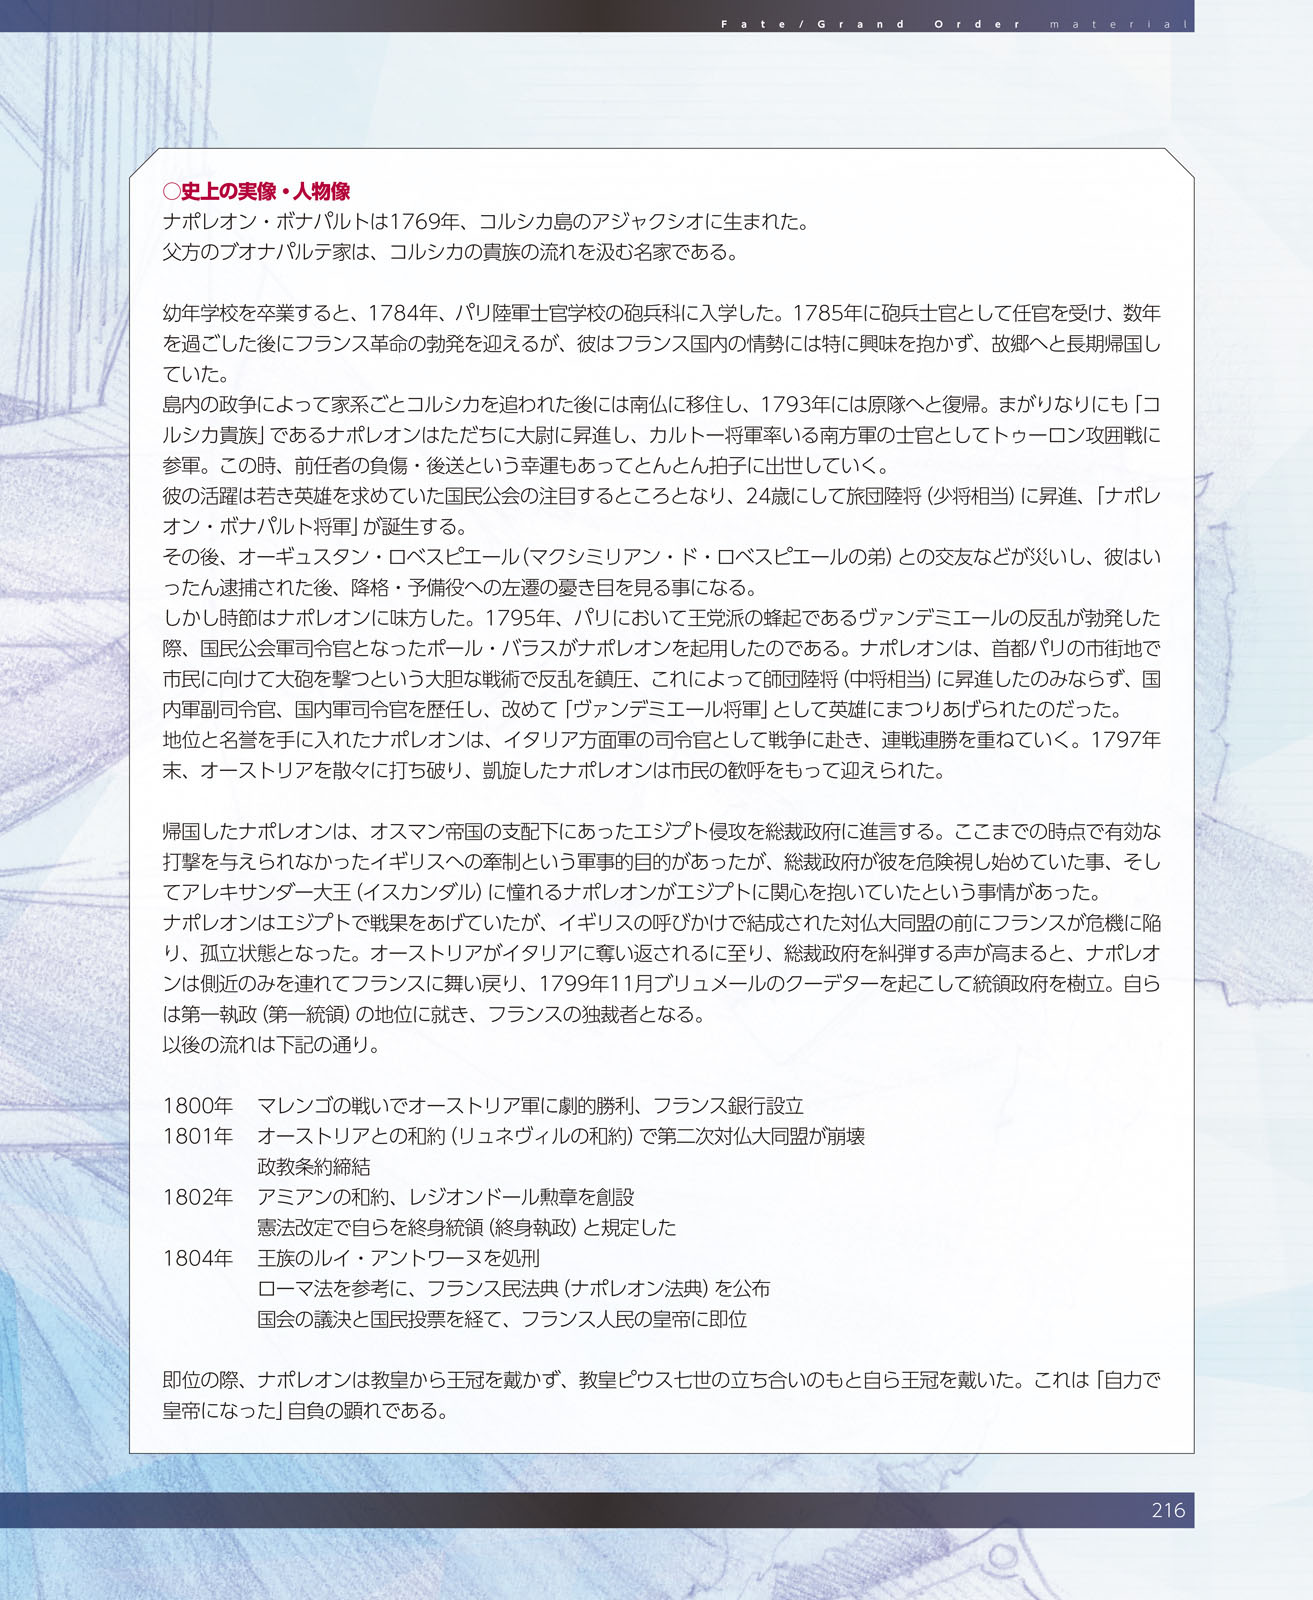 Fate/Grand Order material
○史上の実像・人物像
ナポレオン・ボナパルトは1769年、コルシカ島のアジャクシオに生まれた。
父方のブオナパルテ家は、コルシカの貴族の流れを汲む名家である。
幼年学校を卒業すると、1784年、パリ陸軍士官学校の砲兵科に入学した。1785年に砲兵士官として任官を受け、数年
を過ごした後にフランス革命の勃発を迎えるが、彼はフランス国内の情勢には特に興味を抱かず、故郷へと長期帰国し
ていた。
島内の政争によって家系ごとコルシカを追われた後には南仏に移住し、1793年には原隊へと復帰。まがりなりにも「コ
ルシカ貴族」であるナポレオンはただちに大尉に昇進し、カルトー将軍率いる南方軍の士官としてトゥーロン攻囲戦に
参軍。この時、前任者の負傷・後送という幸運もあってとんとん拍子に出世していく。
彼の活躍は若き英雄を求めていた国民公会の注目するところとなり、24歳にして旅団陸将（少将相当）に昇進、「ナポレ
オン・ボナパルト将軍」が誕生する。
その後、オーギュスタン・ロベスピエール（マクシミリアン・ド・ロベスピエールの弟）との交友などが災いし、彼はい
ったん逮捕された後、降格・予備役への左遷の憂き目を見る事になる。
しかし時節はナポレオンに味方した。1795年、パリにおいて王党派の蜂起であるヴァンデミエールの反乱が勃発した
際、国民公会軍司令官となったポール・バラスがナポレオンを起用したのである。ナポレオンは、首都パリの市街地で
市民に向けて大砲を撃つという大胆な戦術で反乱を鎮圧、これによって師団陸将（中将相当）に昇進したのみならず、国
内軍副司令官、国内軍司令官を歴任し、改めて「ヴァンデミエール将軍」として英雄にまつりあげられたのだった。
地位と名誉を手に入れたナポレオンは、イタリア方面軍の司令官として戦争に赴き、連戦連勝を重ねていく。1797年
末、オーストリアを散々に打ち破り、凱旋したナポレオンは市民の歓呼をもって迎えられた。
帰国したナポレオンは、オスマン帝国の支配下にあったエジプト侵攻を総裁政府に進言する。ここまでの時点で有効な
打撃を与えられなかったイギリスへの牽制という軍事的目的があったが、総裁政府が彼を危険視し始めていた事、そし
てアレキサンダー大王（イスカンダル）に憧れるナポレオンがエジプトに関心を抱いていたという事情があった。
ナポレオンはエジプトで戦果をあげていたが、イギリスの呼びかけで結成された対仏大同盟の前にフランスが危機に陥
り、孤立状態となった。オーストリアがイタリアに奪い返されるに至り、総裁政府を糾弾する声が高まると、ナポレオ
ンは側近のみを連れてフランスに舞い戻り、1799年11月ブリュメールのクーデターを起こして統領政府を樹立。自ら
は第一執政（第一統領）の地位に就き、フランスの独裁者となる。
以後の流れは下記の通り。
1800年 マレンゴの戦いでオーストリア軍に劇的勝利、フランス銀行設立
1801年 オーストリアとの和約（リュネヴィルの和約）で第二次対仏大同盟が崩壊
政教条約締結
1802年 アミアンの和約、レジオンドール勲章を創設
憲法改定で自らを終身統領（終身執政）と規定した
1804年 王族のルイ・アントワーヌを処刑
ローマ法を参考に、フランス民法典（ナポレオン法典）を公布
国会の議決と国民投票を経て、フランス人民の皇帝に即位
即位の際、ナポレオンは教皇から王冠を戴かず、教皇ピウス七世の立ち合いのもと自ら王冠を戴いた。これは「自力で
皇帝になった」自負の顕れである。
216